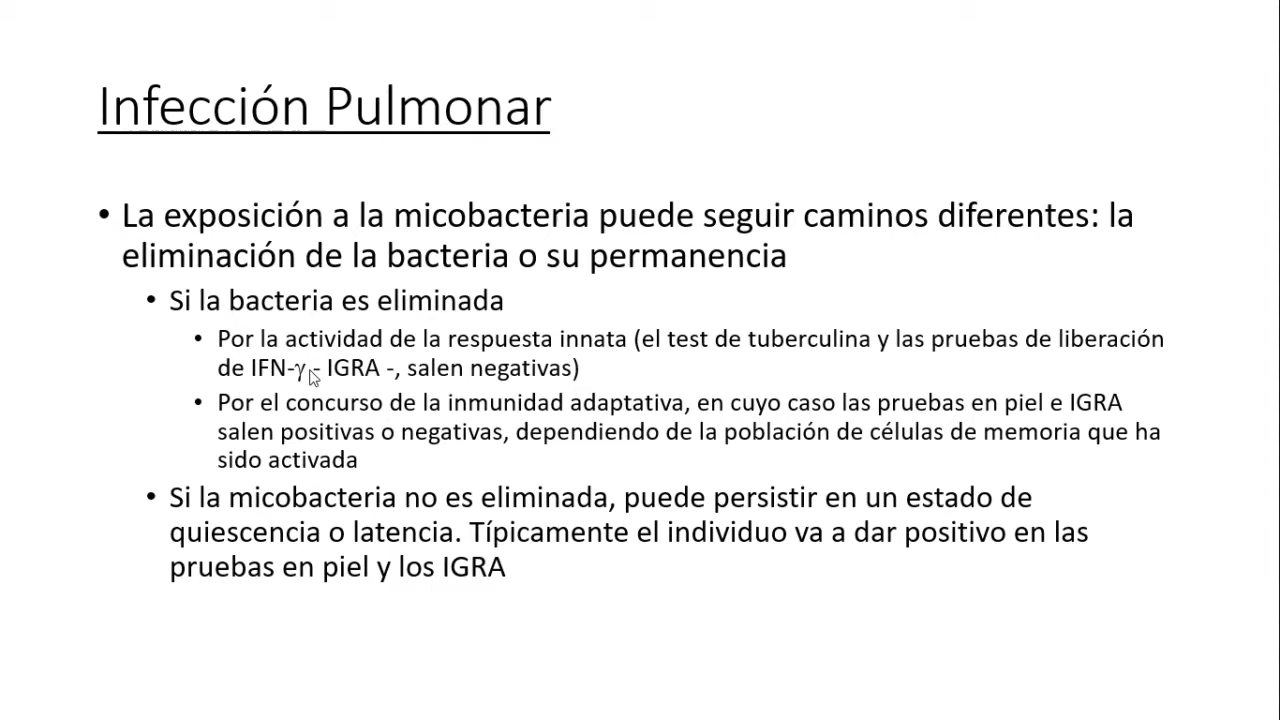 Infección Pulmonar
• La exposición a la micobacteria puede seguir caminos diferentes: la
eliminación de la bacteria o su permanencia
• Si la bacteria es eliminada
• Por la actividad de la respuesta innata (el test de tuberculina y las pruebas de liberación
de IFN-γ - IGRA -, salen negativas)
• Por el concurso de la inmunidad adaptativa, en cuyo caso las pruebas en piel e IGRA
salen positivas o negativas, dependiendo de la población de células de memoria que ha
sido activada
• Si la micobacteria no es eliminada, puede persistir en un estado de
quiescencia o latencia. Típicamente el individuo va a dar positivo en las
pruebas en piel y los IGRA